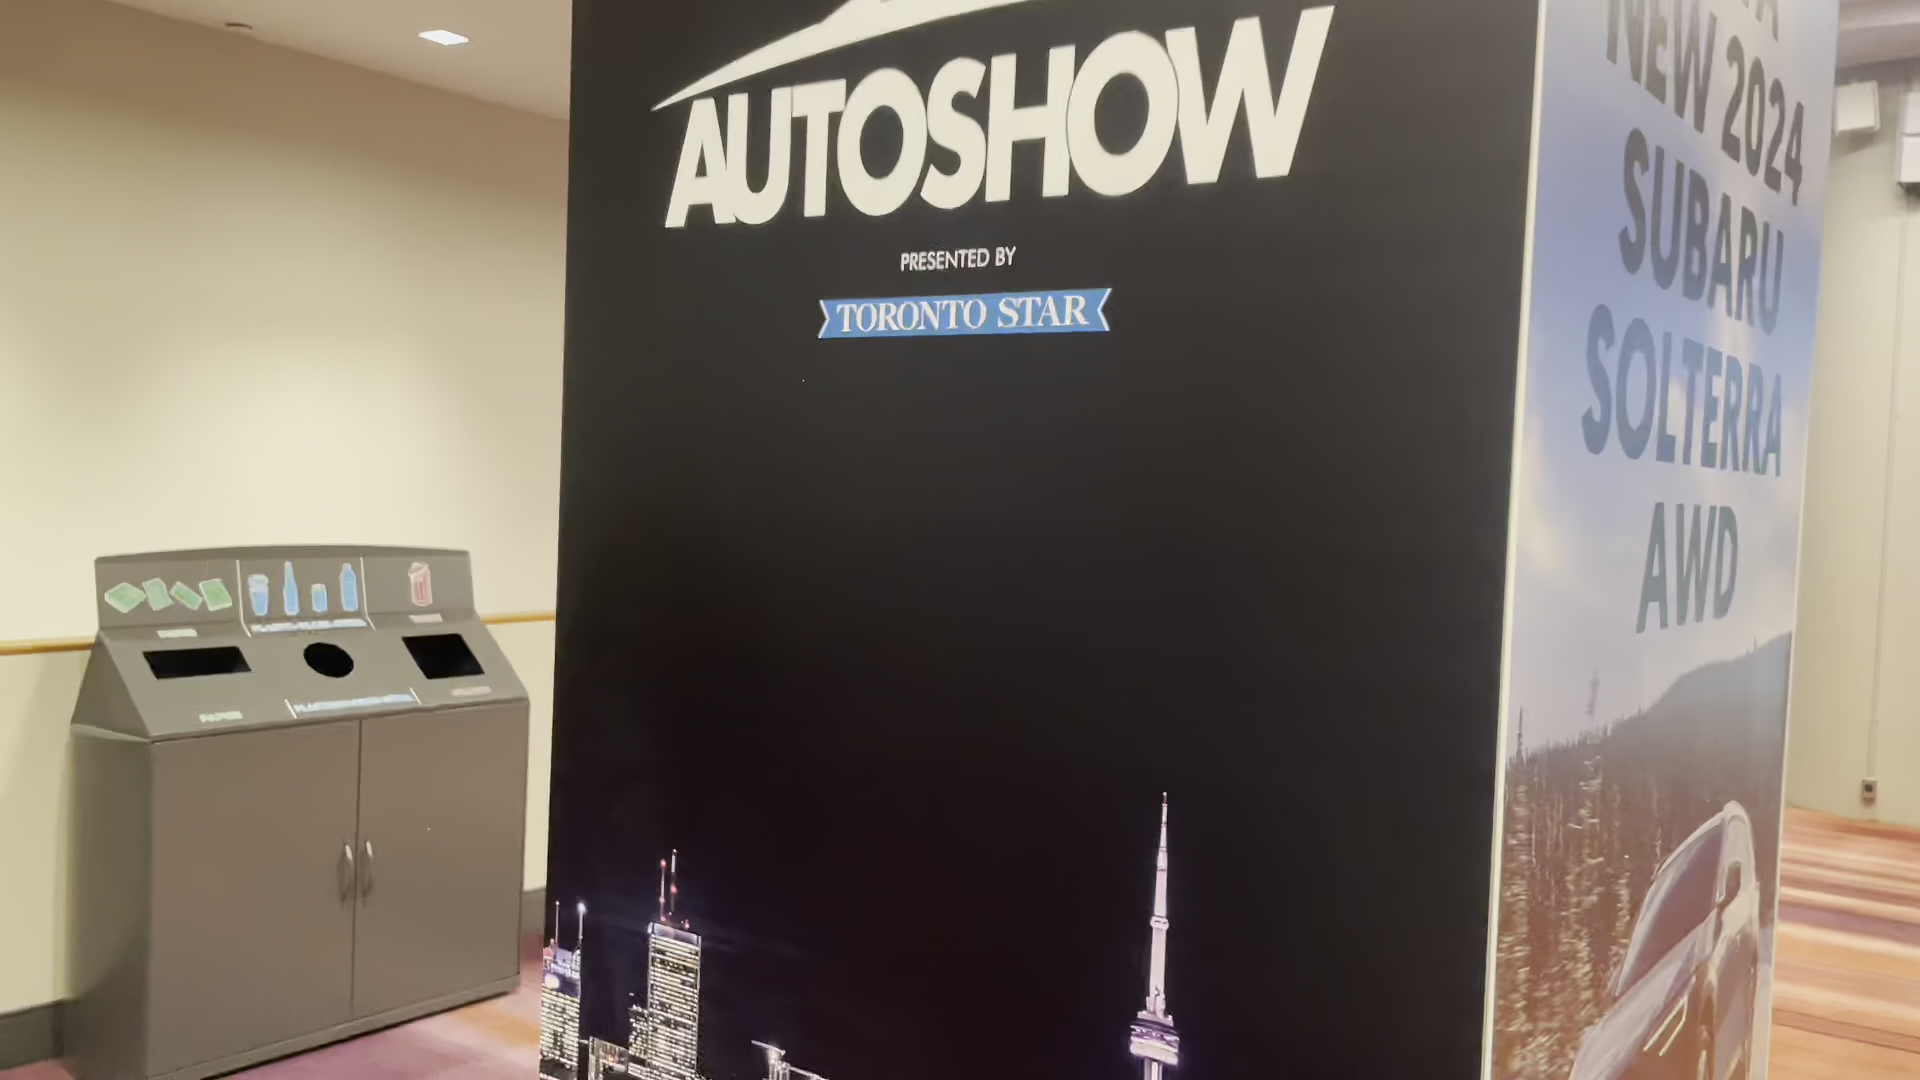 AUTOSHOW
PRESENTED BY
TORONTO STAR
NEW 2024
SUBARU
SOLTERRA
AWD
PAPER